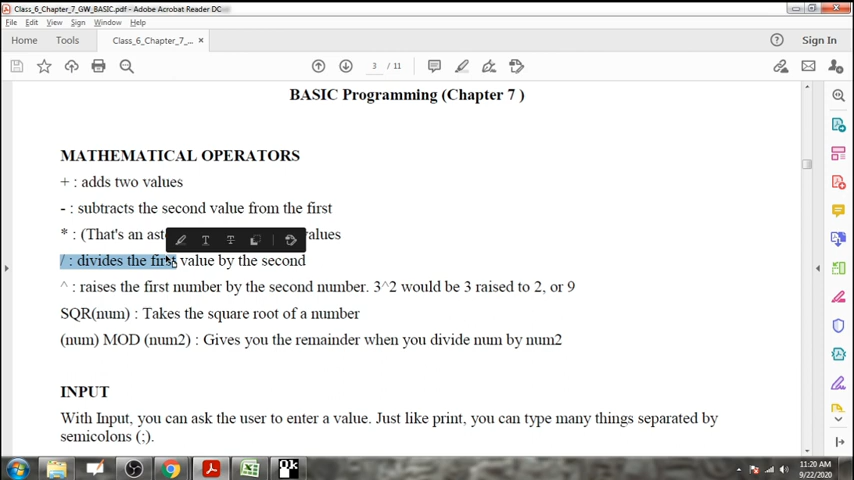 Class_6_Chapter_7_GW_BASIC.pdf - Adobe Acrobat Reader DC
File Edit View Sign Window Help
Home Tools Class_6_Chapter_7_... × Sign In
3 / 11
BASIC Programming (Chapter 7 )
MATHEMATICAL OPERATORS
+ : adds two values
- : subtracts the second value from the first
* : (That's an ast alues
/ : divides the first value by the second
^ : raises the first number by the second number. 3^2 would be 3 raised to 2, or 9
SQR(num) : Takes the square root of a number
(num) MOD (num2) : Gives you the remainder when you divide num by num2
INPUT
With Input, you can ask the user to enter a value. Just like print, you can type many things separated by
semicolons (;).
11:20 AM
9/22/2020